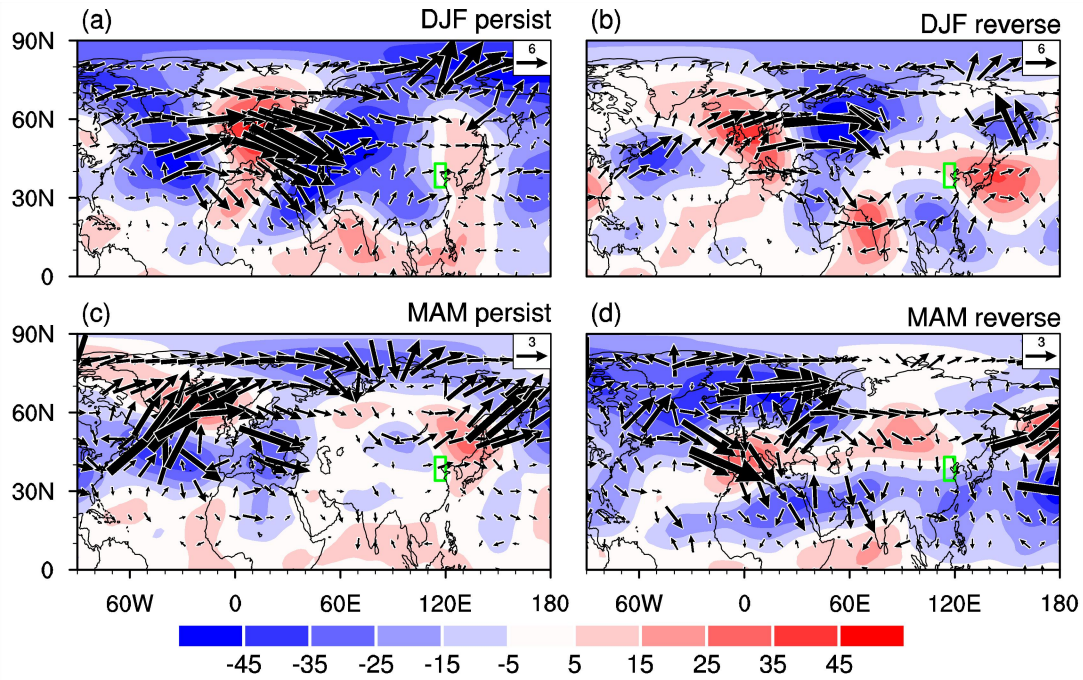 (a) DJF persist
(b) DJF reverse
90N 6 6
60N
30N
0
(c) MAM persist
(d) MAM reverse
90N 3 3
60N
30N
0
60W 0 60E 120E 180 60W 0 60E 120E 180
-45 -35 -25 -15 -5 5 15 25 35 45